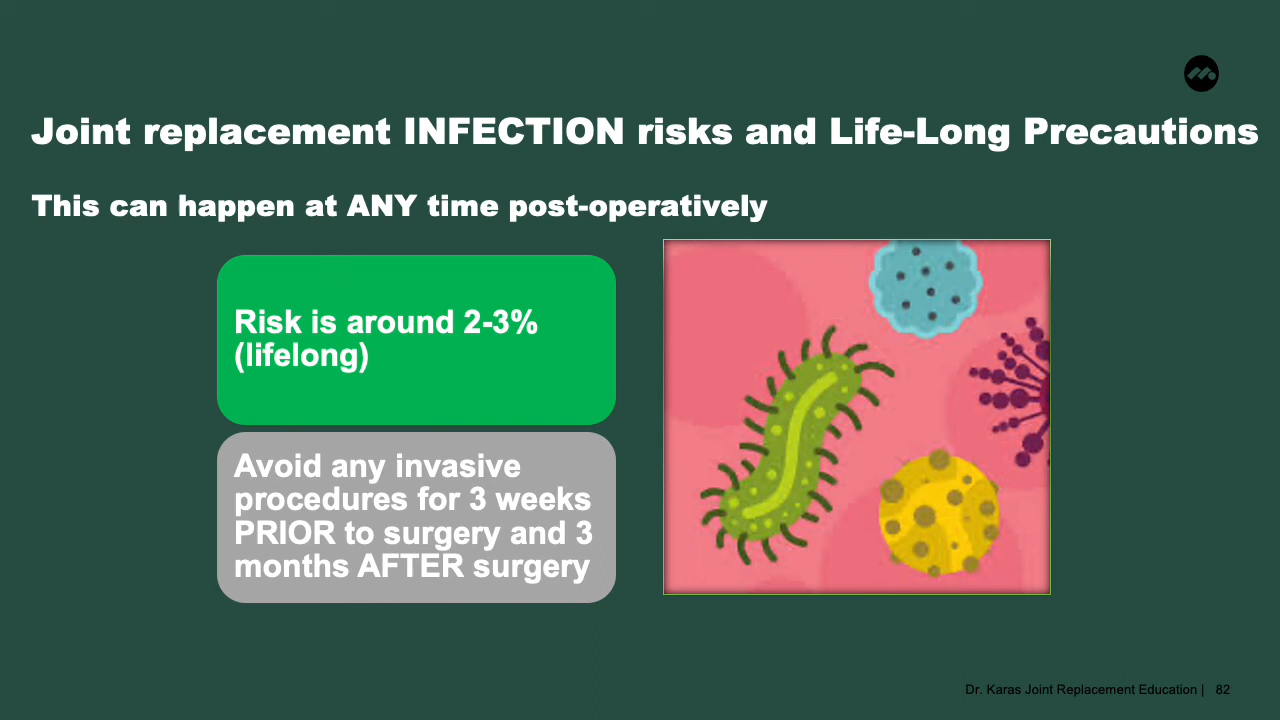 Joint replacement INFECTION risks and Life-Long Precautions
This can happen at ANY time post-operatively
Risk is around 2-3%
(lifelong)
Avoid any invasive
procedures for 3 weeks
PRIOR to surgery and 3
months AFTER surgery
Dr. Karas Joint Replacement Education | 82